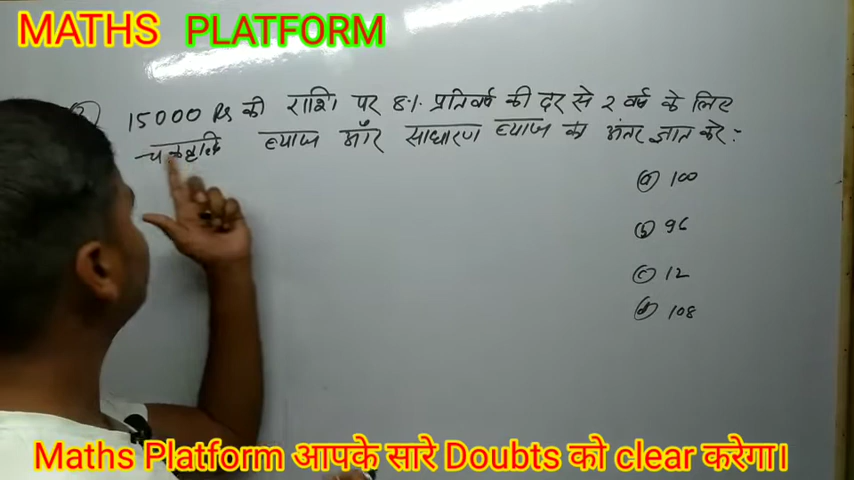 MATHS PLATFORM
15000 Rs की राशि पर 8% प्रतिवर्ष की दर से 2 वर्ष के लिए
चक्रवृद्धि ब्याज और साधारण ब्याज का अंतर ज्ञात करे :
(a) 100
(b) 96
(c) 12
(d) 108
Maths Platform आपके सारे Doubts को clear करेगा।